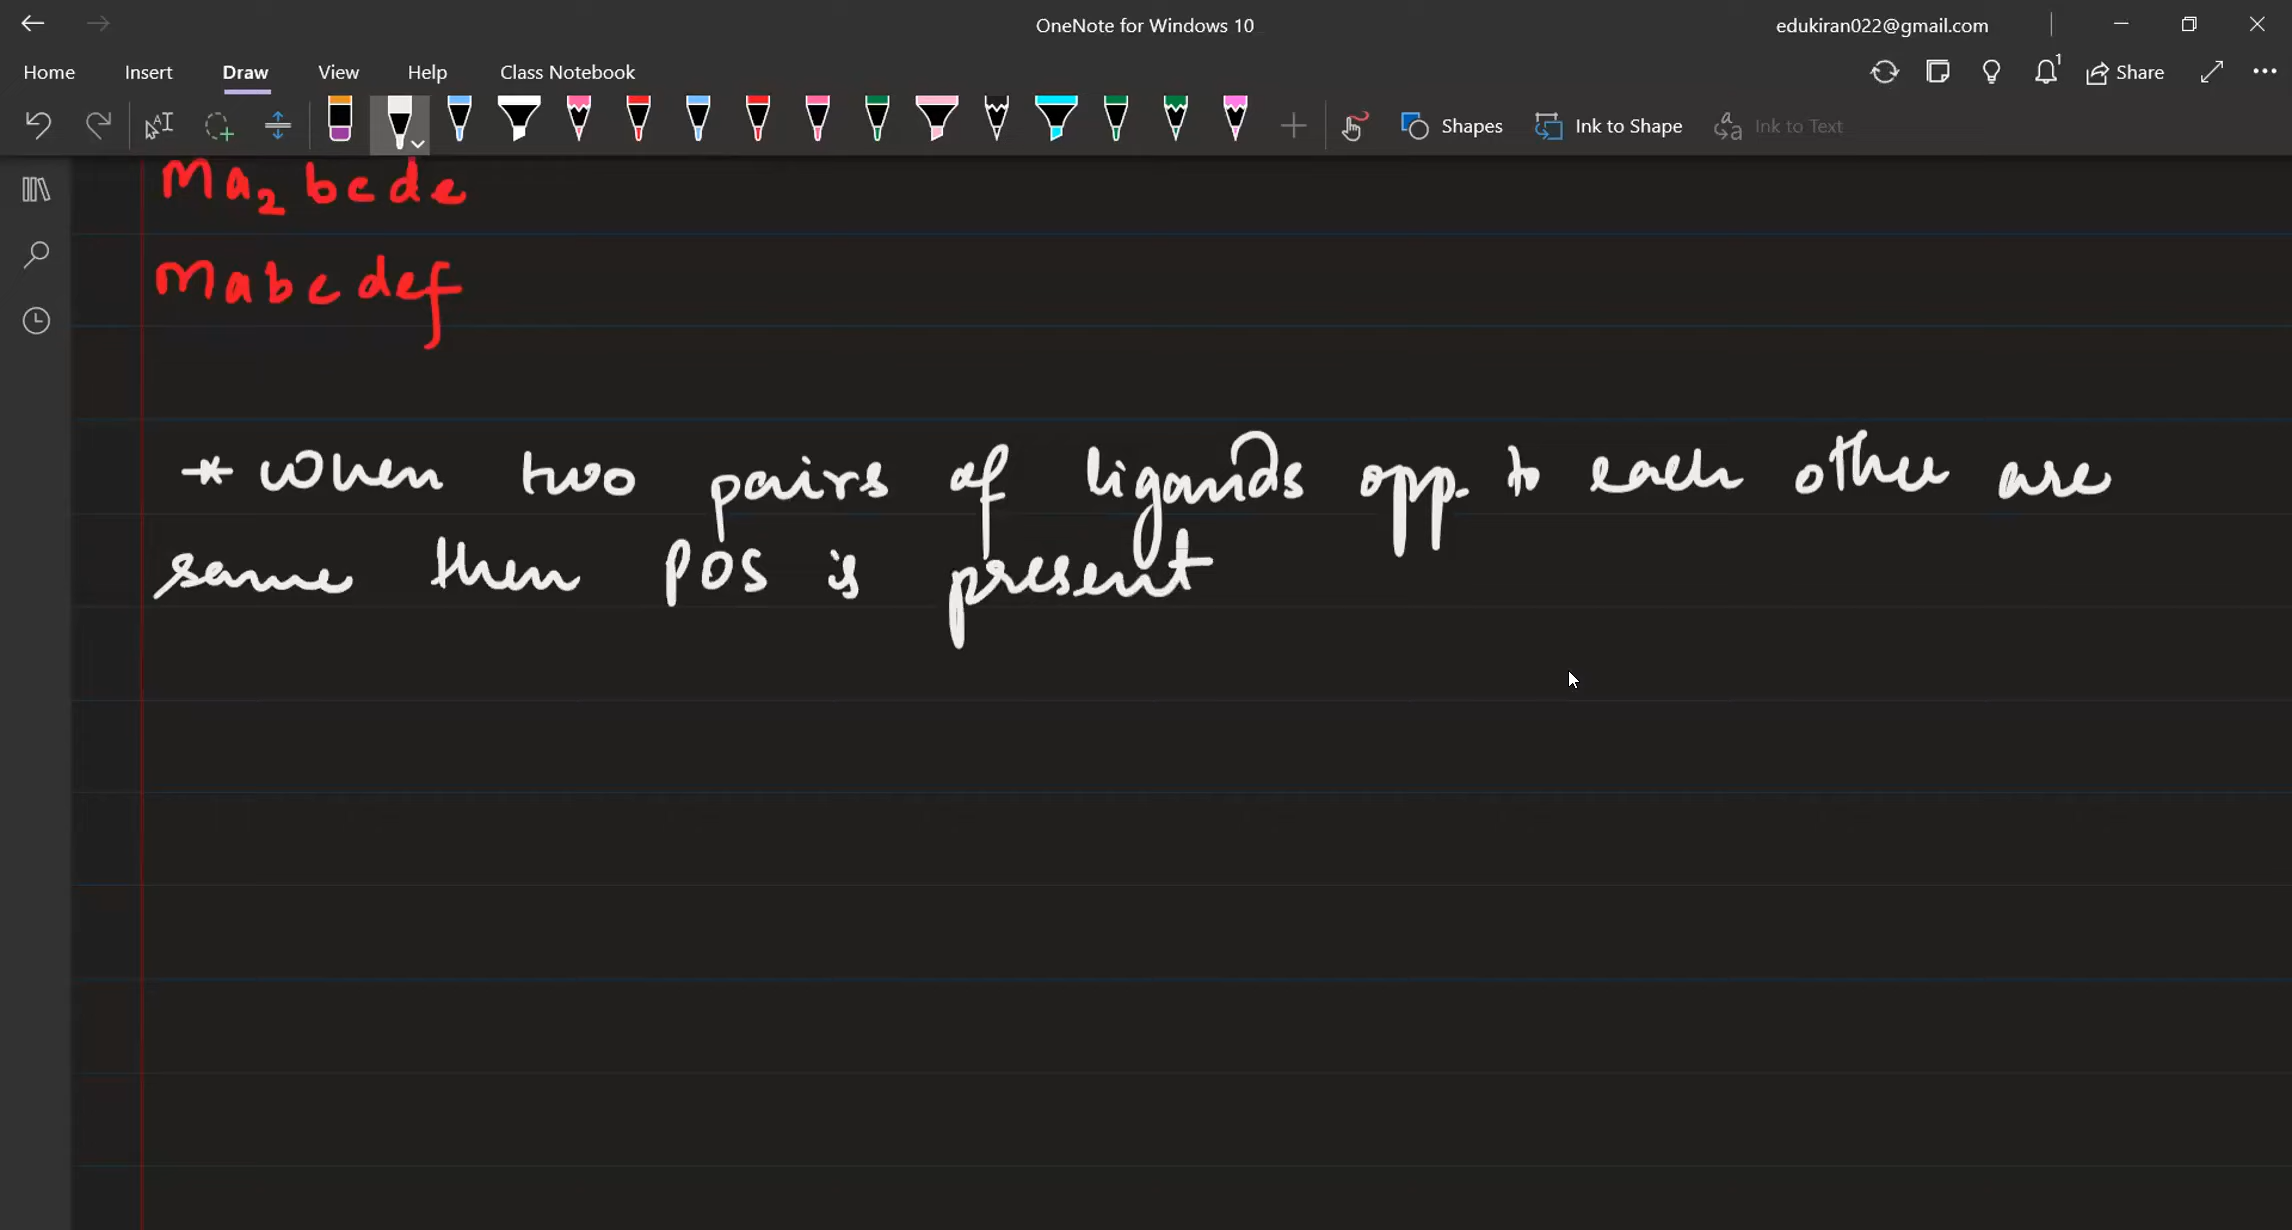 OneNote for Windows 10
edukiran022@gmail.com
Home Insert Draw View Help Class Notebook
1 Share
Shapes Ink to Shape Ink to Text
Ma2 bcde
Mabcdef
* When two pairs of ligands opp. to each other are
same then POS is present